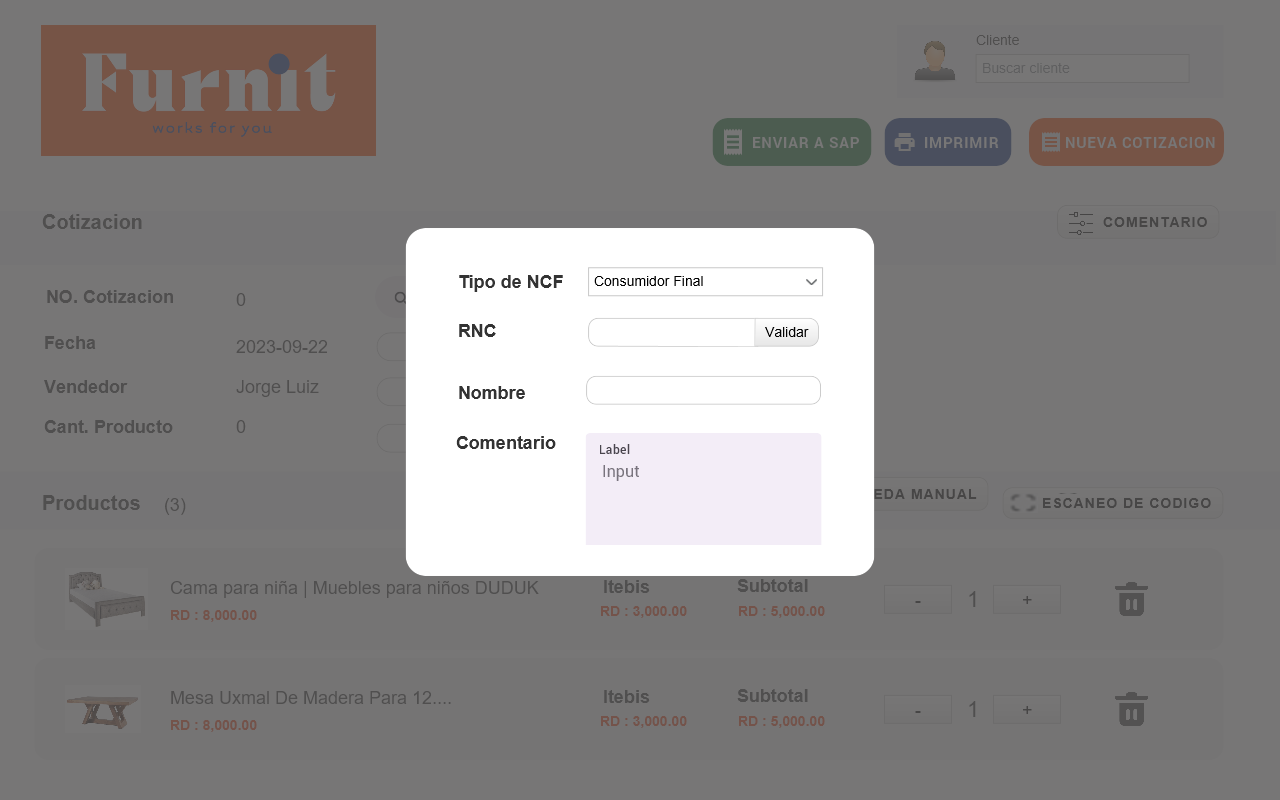 Furnit
works for you
Cliente
Buscar cliente
ENVIAR A SAP
IMPRIMIR
NUEVA COTIZACION
Cotizacion
COMENTARIO
NO. Cotizacion
0
Fecha
2023-09-22
Vendedor
Jorge Luiz
Cant. Producto
0
Tipo de NCF
Consumidor Final
RNC
Validar
Nombre
Comentario
Label
Input
Productos (3)
EDA MANUAL
ESCANEO DE CODIGO
Cama para niña | Muebles para niños DUDUK
RD : 8,000.00
Itebis
RD : 3,000.00
Subtotal
RD : 5,000.00
- 1 +
Mesa Uxmal De Madera Para 12....
RD : 8,000.00
Itebis
RD : 3,000.00
Subtotal
RD : 5,000.00
- 1 +